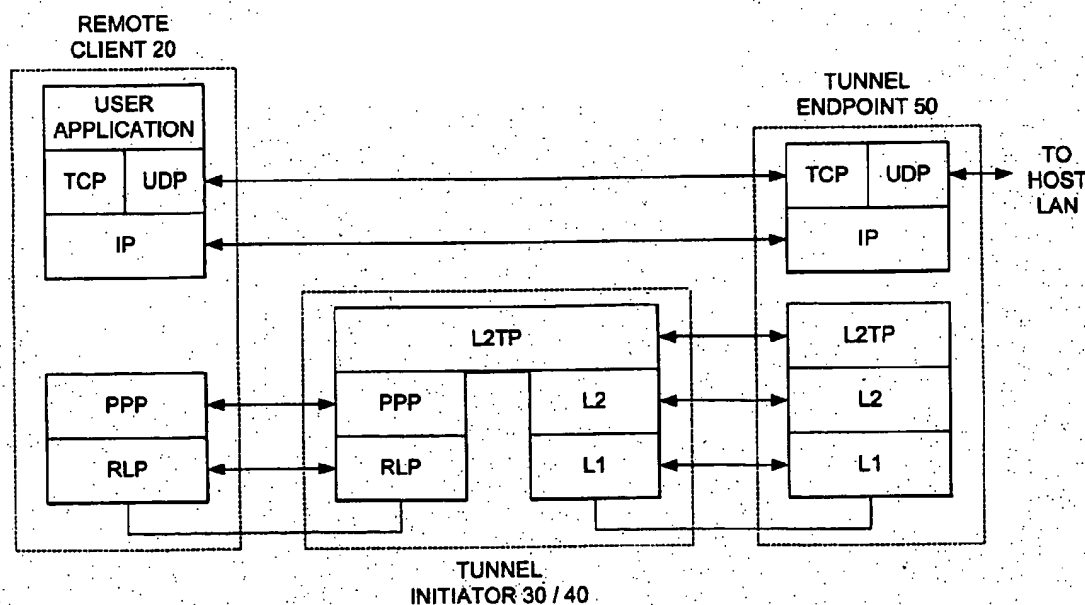 REMOTE
CLIENT 20
USER
APPLICATION
TCP
UDP
IP
PPP
RLP
L2TP
PPP
L2
RLP
L1
TUNNEL
INITIATOR 30 / 40
TUNNEL
ENDPOINT 50
TCP
UDP
IP
L2TP
L2
L1
TO
HOST
LAN